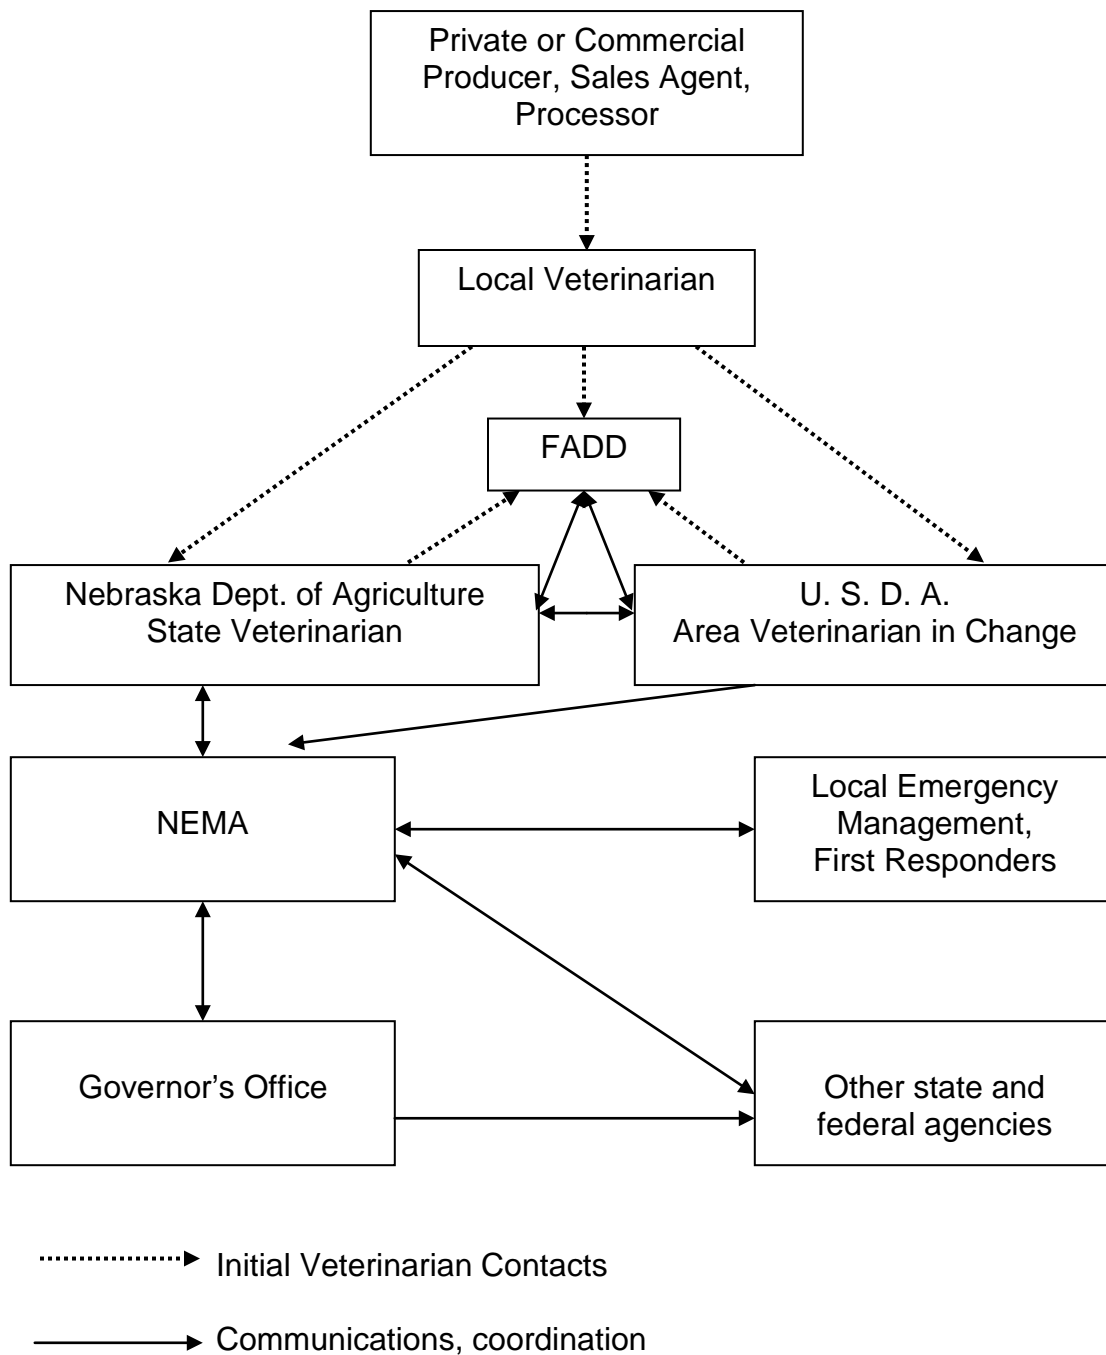 Private or Commercial
Producer, Sales Agent,
Processor
Local Veterinarian
FADD
Nebraska Dept. of Agriculture
State Veterinarian
U. S. D. A.
Area Veterinarian in Change
NEMA
Local Emergency
Management,
First Responders
Governor’s Office
Other state and
federal agencies
Initial Veterinarian Contacts
Communications, coordination